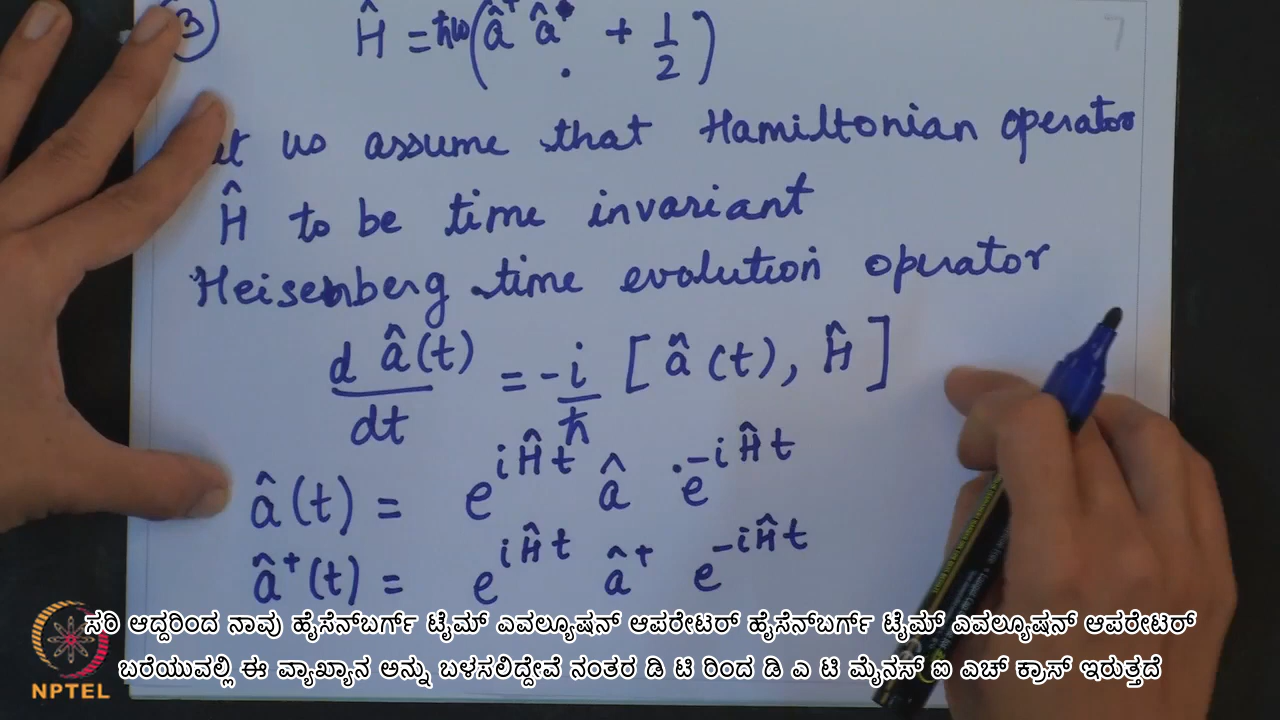 3 Ĥ = ħω(â⁺ â + 1/2) 7
us assume that Hamiltonian operator
Ĥ to be time invariant
Heisenberg time evolution operator
d â(t)/dt = -i/ħ [ â(t), Ĥ ]
â(t) = e^{iĤt} â e^{-iĤt}
â⁺(t) = e^{iĤt} â⁺ e^{-iĤt}
ಸರಿ ಆದ್ದರಿಂದ ನಾವು ಹೈಸೆನ್‌ಬರ್ಗ್ ಟೈಮ್ ಎವಲ್ಯೂಷನ್ ಆಪರೇಟರ್ ಹೈಸೆನ್‌ಬರ್ಗ್ ಟೈಮ್ ಎವಲ್ಯೂಷನ್ ಆಪರೇಟರ್
ಬರೆಯುವಲ್ಲಿ ಈ ವ್ಯಾಖ್ಯಾನ ಅನ್ನು ಬಳಸಲಿದ್ದೇವೆ ನಂತರ ಡಿ ಟಿ ರಿಂದ ಡಿ ಎ ಟಿ ಮೈನಸ್ ಐ ಎಚ್ ಕ್ರಾಸ್ ಇರುತ್ತದೆ
NPTEL